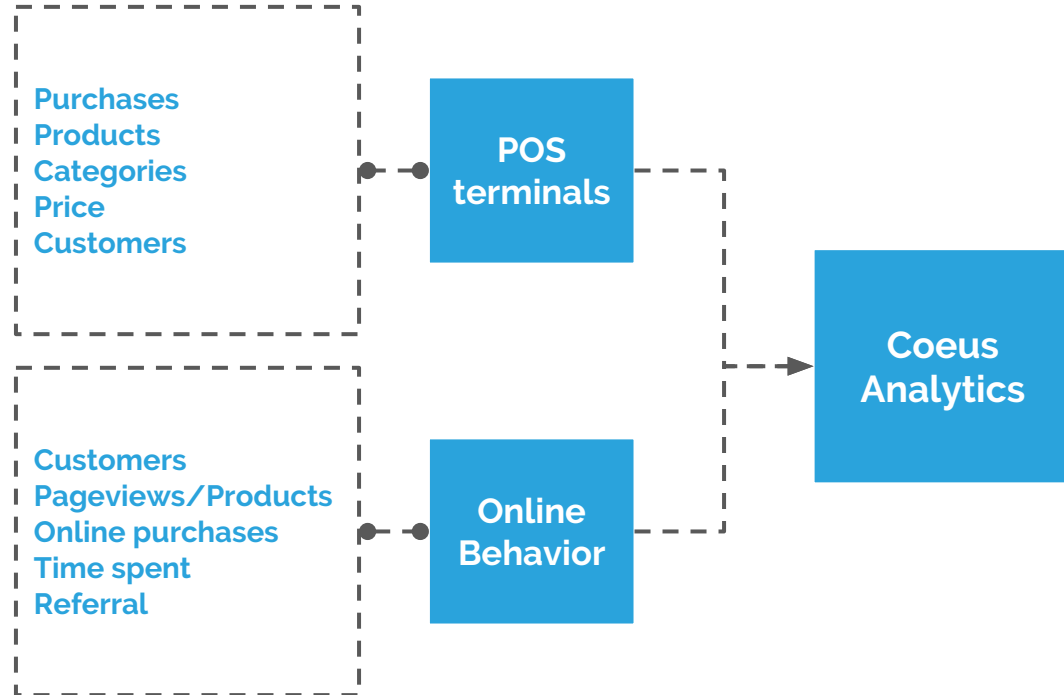 Purchases
Products
Categories
Price
Customers
POS
terminals
Customers
Pageviews/Products
Online purchases
Time spent
Referral
Online
Behavior
Coeus
Analytics